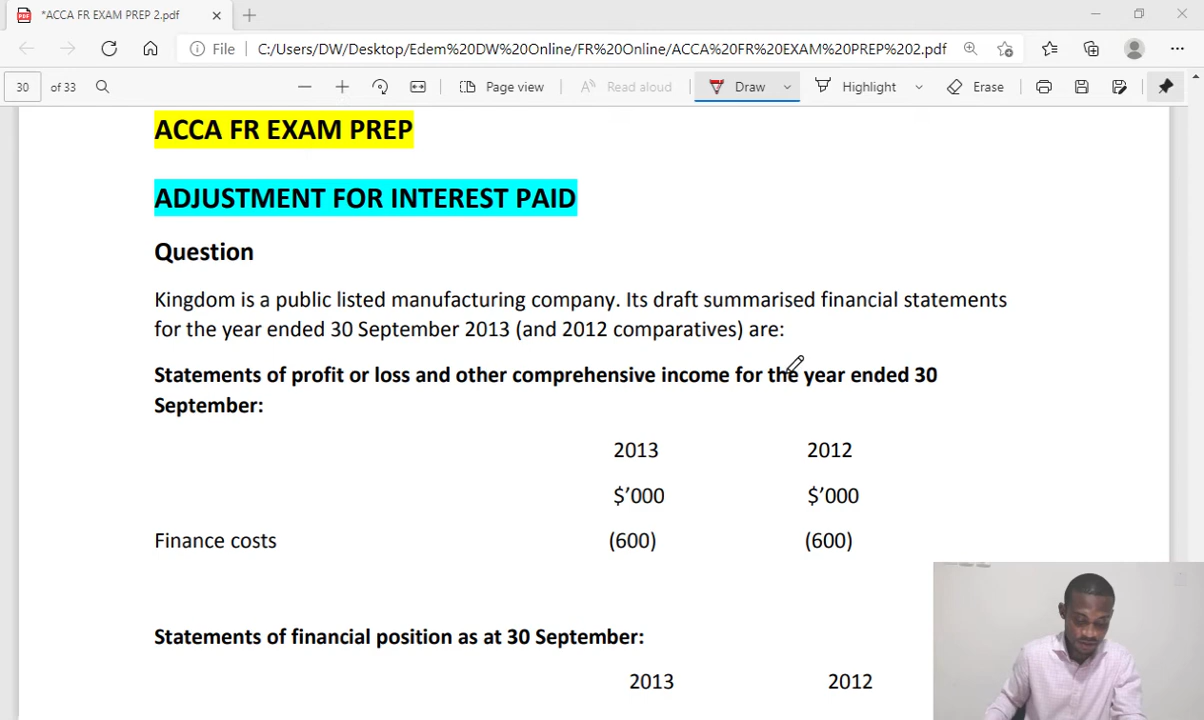 *ACCA FR EXAM PREP 2.pdf
File C:/Users/DW/Desktop/Edem%20DW%20Online/FR%20Online/ACCA%20FR%20EXAM%20PREP%202.pdf
30 of 33 Page view Read aloud Draw Highlight Erase
ACCA FR EXAM PREP
ADJUSTMENT FOR INTEREST PAID
Question
Kingdom is a public listed manufacturing company. Its draft summarised financial statements
for the year ended 30 September 2013 (and 2012 comparatives) are:
Statements of profit or loss and other comprehensive income for the year ended 30
September:
2013 2012
$’000 $’000
Finance costs (600) (600)
Statements of financial position as at 30 September:
2013 2012